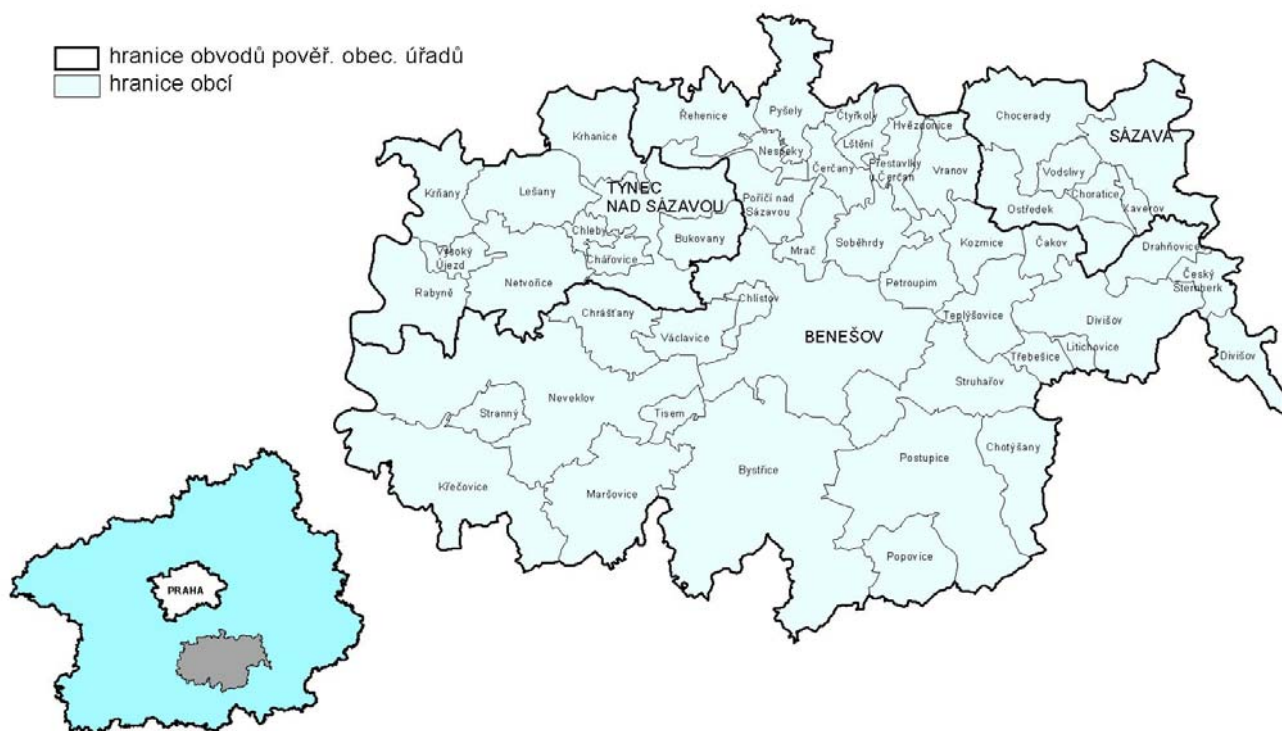 hranice obvodů pověř. obec. úřadů
hranice obcí
Pyšely
Řehenice
Čtyřkoly
Hvězdonice
Chocerady
SÁZAVA
Krhanice
Nespeky
Lštění
Čerčany
Přestavlky
u Čerčan
Vranov
Vodslivy
Choratice
Xaverov
Ostředek
Krňany
Lešany
TÝNEC
NAD SÁZAVOU
Poříčí nad
Sázavou
Chleby
Bukovany
Mrač
Soběhrdy
Kozmice
Čakov
Drahňovice
Vysoký
Újezd
Chářovice
Český
Šternberk
Rabyně
Netvořice
Petroupim
Chlístov
Chrášťany
Václavice
BENEŠOV
Teplýšovice
Divišov
Třebešice
Litichovice
Divišov
Struhařov
Neveklov
Stranný
Tisem
Bystřice
Postupice
Chotýšany
Křečovice
Maršovice
Popovice
PRAHA